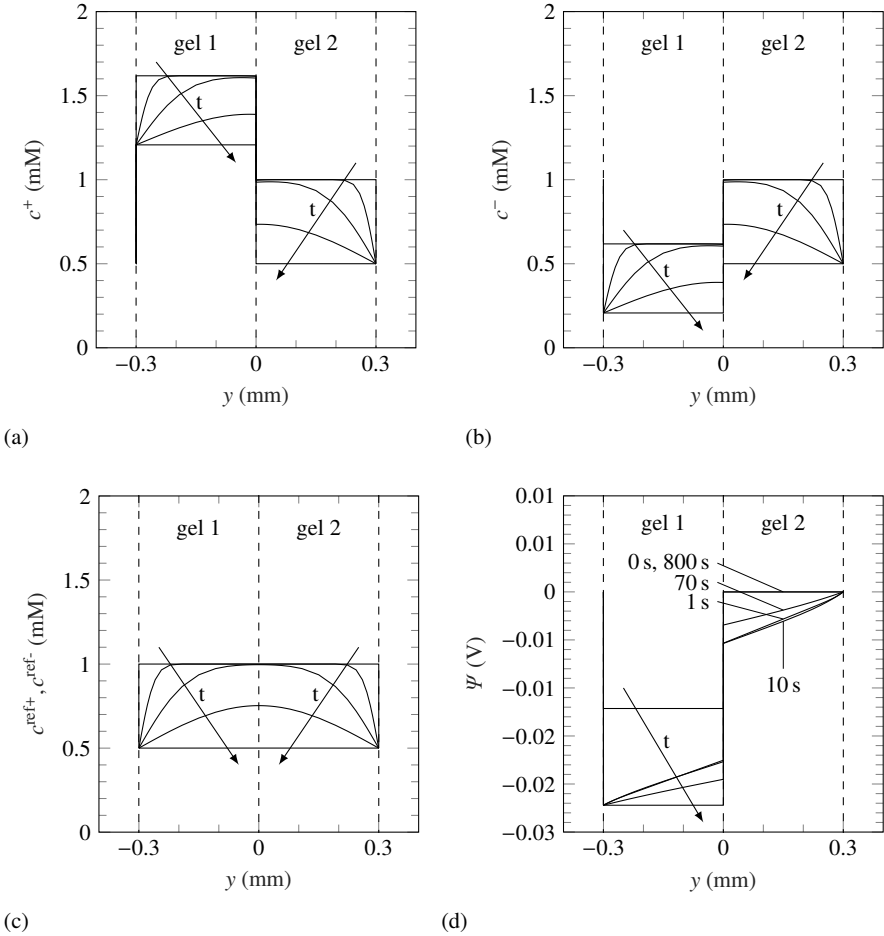 2
1.5
1
0.5
0
c⁺ (mM)
gel 1
gel 2
t
t
−0.3
0
0.3
y (mm)
(a)
2
1.5
1
0.5
0
c⁻ (mM)
gel 1
gel 2
t
t
−0.3
0
0.3
y (mm)
(b)
2
1.5
1
0.5
0
c^ref+, c^ref- (mM)
gel 1
gel 2
t
t
−0.3
0
0.3
y (mm)
(c)
0.01
0.01
0
−0.01
−0.01
−0.02
−0.02
−0.03
Ψ (V)
gel 1
gel 2
0 s, 800 s
70 s
1 s
10 s
t
−0.3
0
0.3
y (mm)
(d)